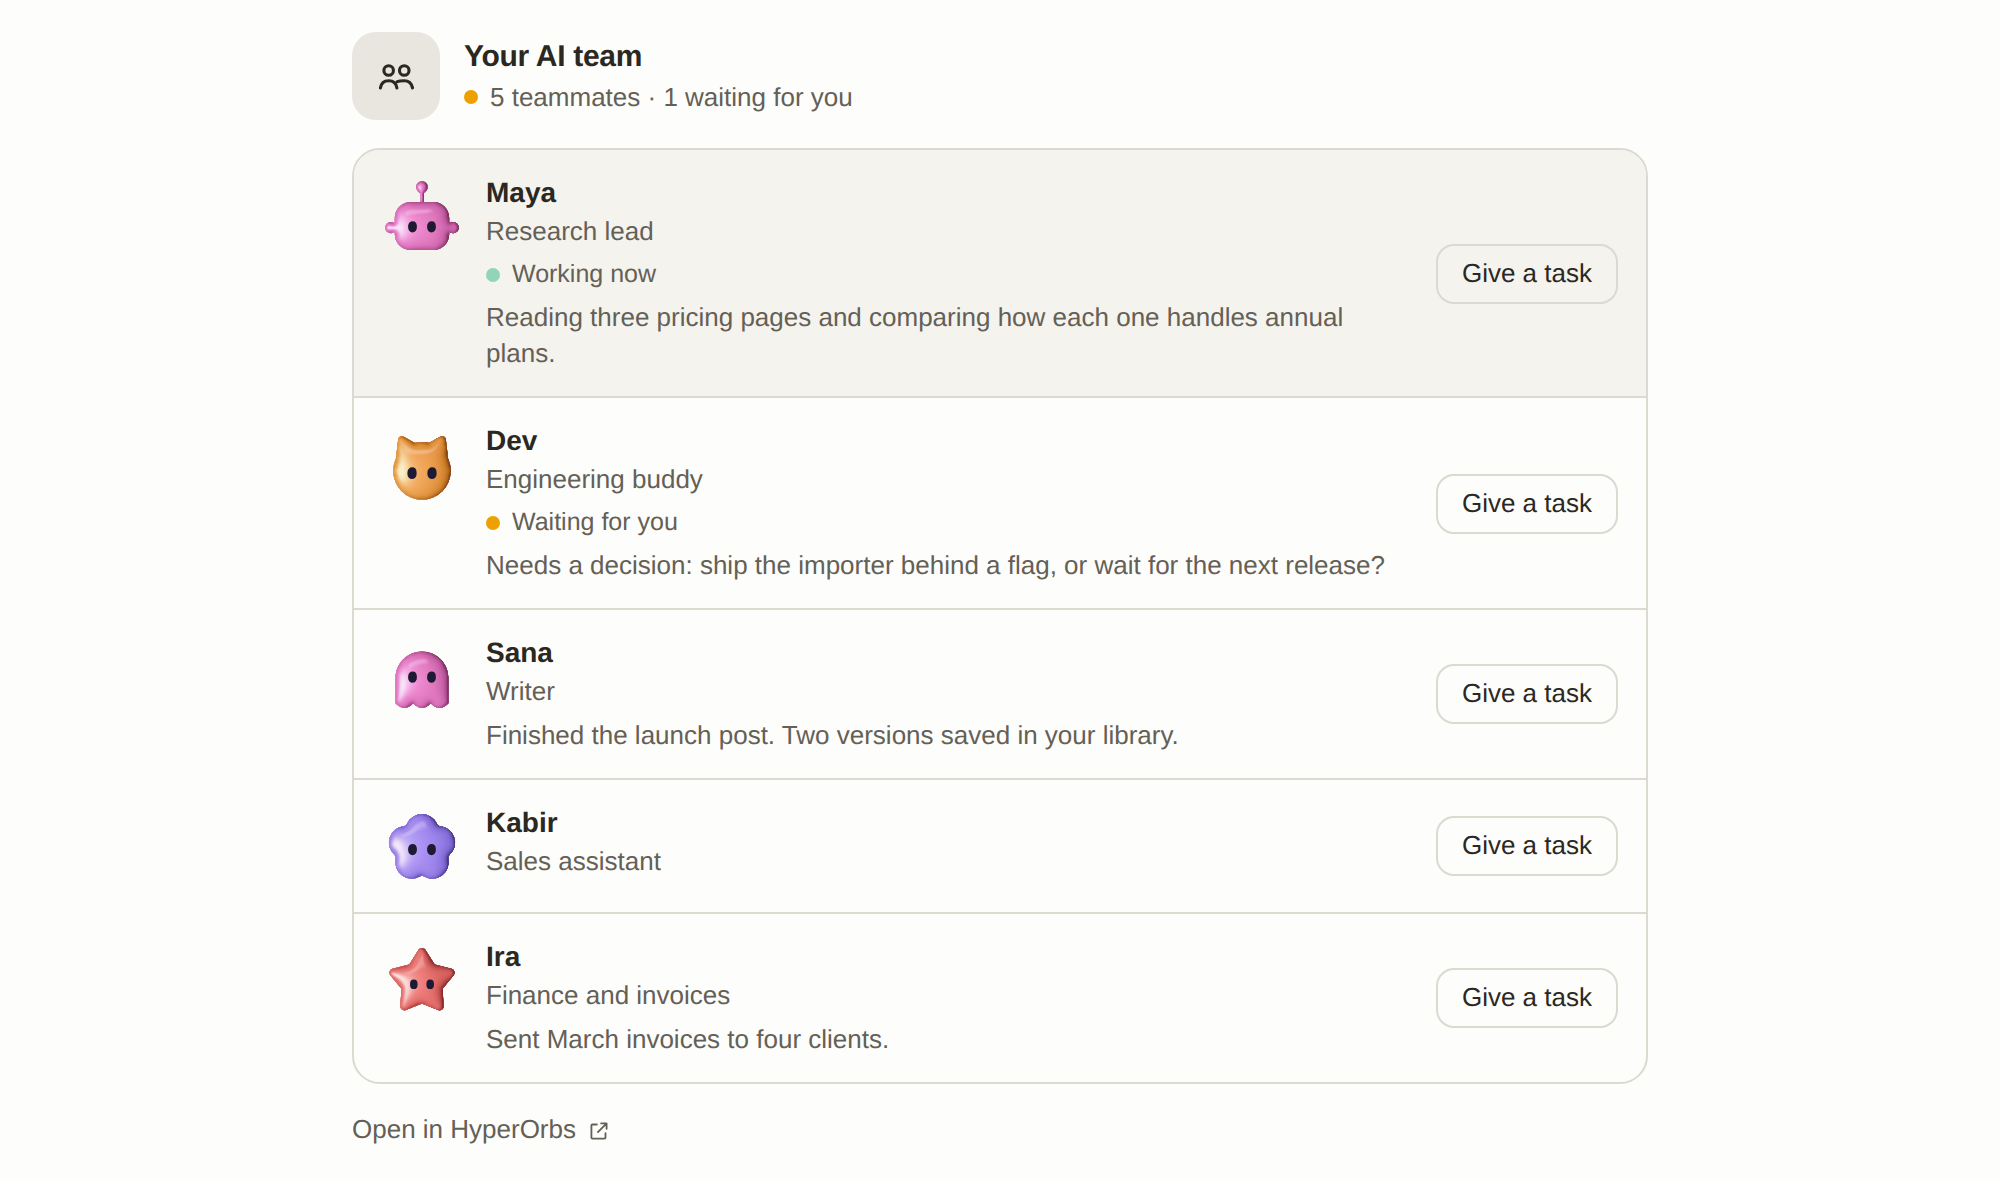 Your AI team
5 teammates · 1 waiting for you
Maya
Research lead
Working now
Reading three pricing pages and comparing how each one handles annual
plans.
Give a task
Dev
Engineering buddy
Waiting for you
Needs a decision: ship the importer behind a flag, or wait for the next release?
Give a task
Sana
Writer
Finished the launch post. Two versions saved in your library.
Give a task
Kabir
Sales assistant
Give a task
Ira
Finance and invoices
Sent March invoices to four clients.
Give a task
Open in HyperOrbs